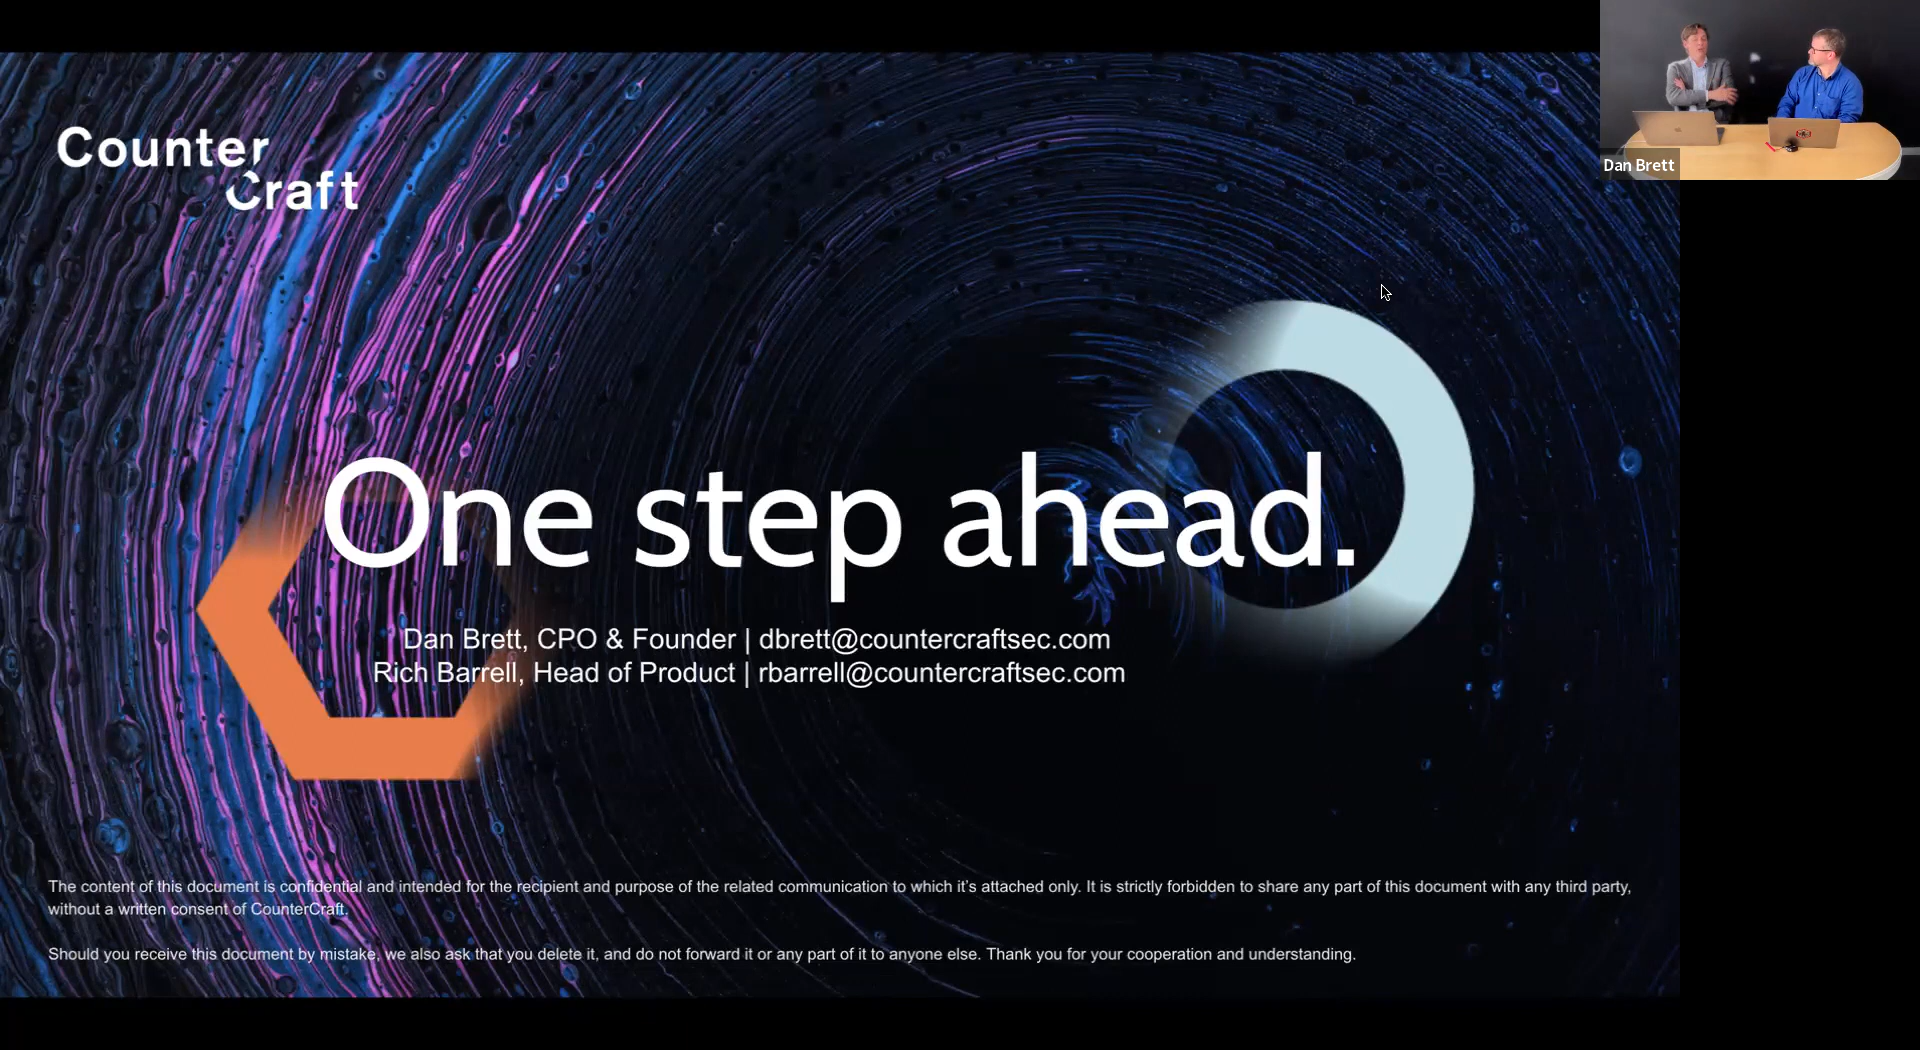 Counter
Craft
Dan Brett
One step ahead.
Dan Brett, CPO & Founder | dbrett@countercraftsec.com
Rich Barrell, Head of Product | rbarrell@countercraftsec.com
The content of this document is confidential and intended for the recipient and purpose of the related communication to which it's attached only. It is strictly forbidden to share any part of this document with any third party,
without a written consent of CounterCraft.
Should you receive this document by mistake, we also ask that you delete it, and do not forward it or any part of it to anyone else. Thank you for your cooperation and understanding.